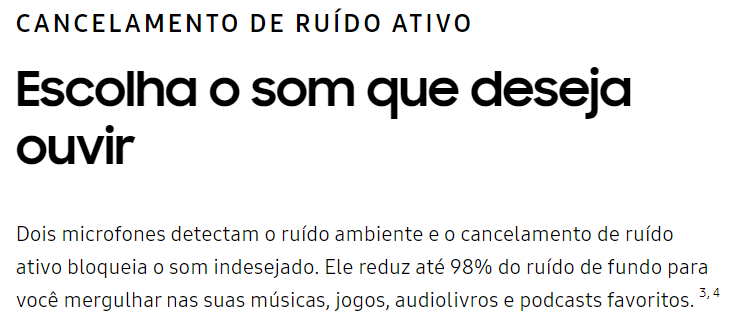 CANCELAMENTO DE RUÍDO ATIVO
Escolha o som que deseja
ouvir
Dois microfones detectam o ruído ambiente e o cancelamento de ruído
ativo bloqueia o som indesejado. Ele reduz até 98% do ruído de fundo para
você mergulhar nas suas músicas, jogos, audiolivros e podcasts favoritos. 3, 4